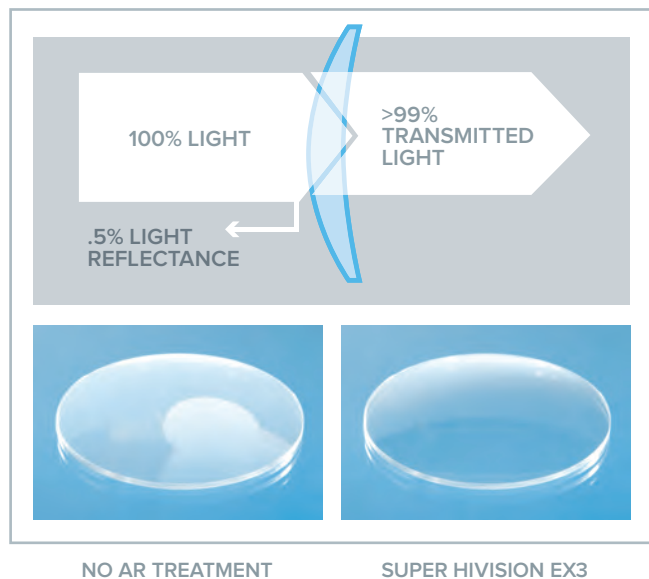 100% LIGHT
>99%
TRANSMITTED
LIGHT
.5% LIGHT
REFLECTANCE
NO AR TREATMENT
SUPER HIVISION EX3